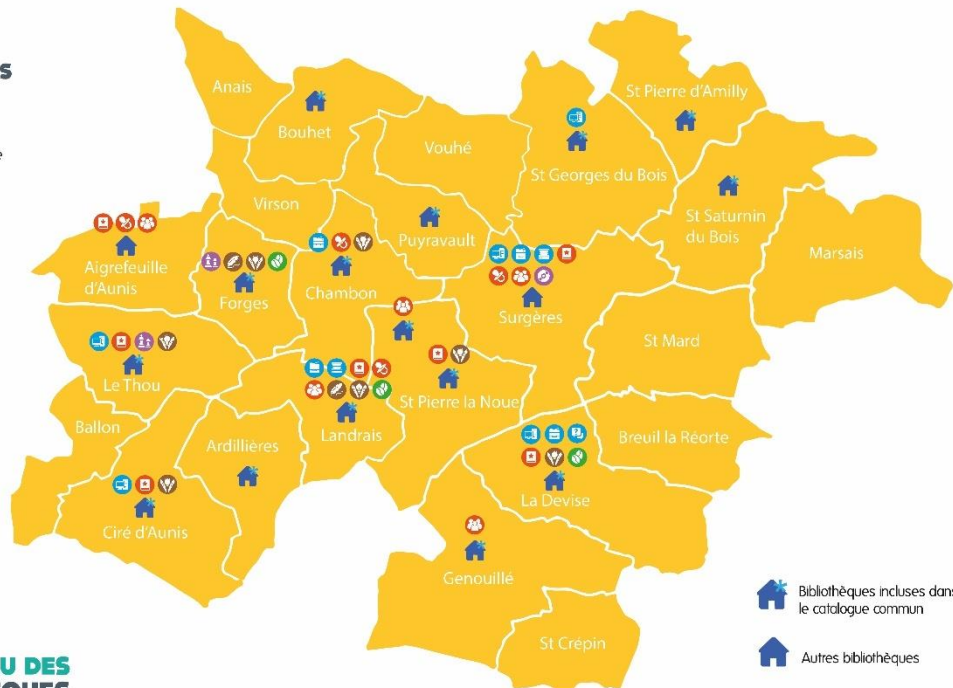 S
e
Anais
Bouhet
Vouhé
St Pierre d'Amilly
St Georges du Bois
Virson
Puyravault
St Saturnin
du Bois
Marsais
Aigrefeuille
d'Aunis
Forges
Chambon
Surgères
St Mard
Le Thou
St Pierre la Noue
Landrais
Ballon
Ardillières
Breuil la Réorte
La Devise
Ciré d'Aunis
Genouillé
St Crépin
Bibliothèques incluses dans
le catalogue commun
Autres bibliothèques
U DES